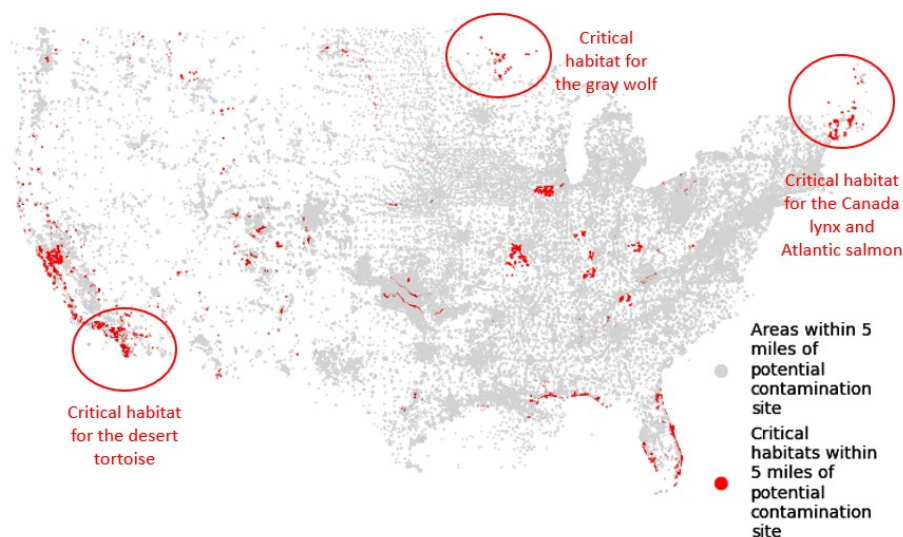 Critical
habitat for
the gray wolf
Critical habitat
for the Canada
lynx and
Atlantic salmon
Critical habitat
for the desert
tortoise
Areas within 5
miles of
potential
contamination
site
Critical
habitats within
5 miles of
potential
contamination
site